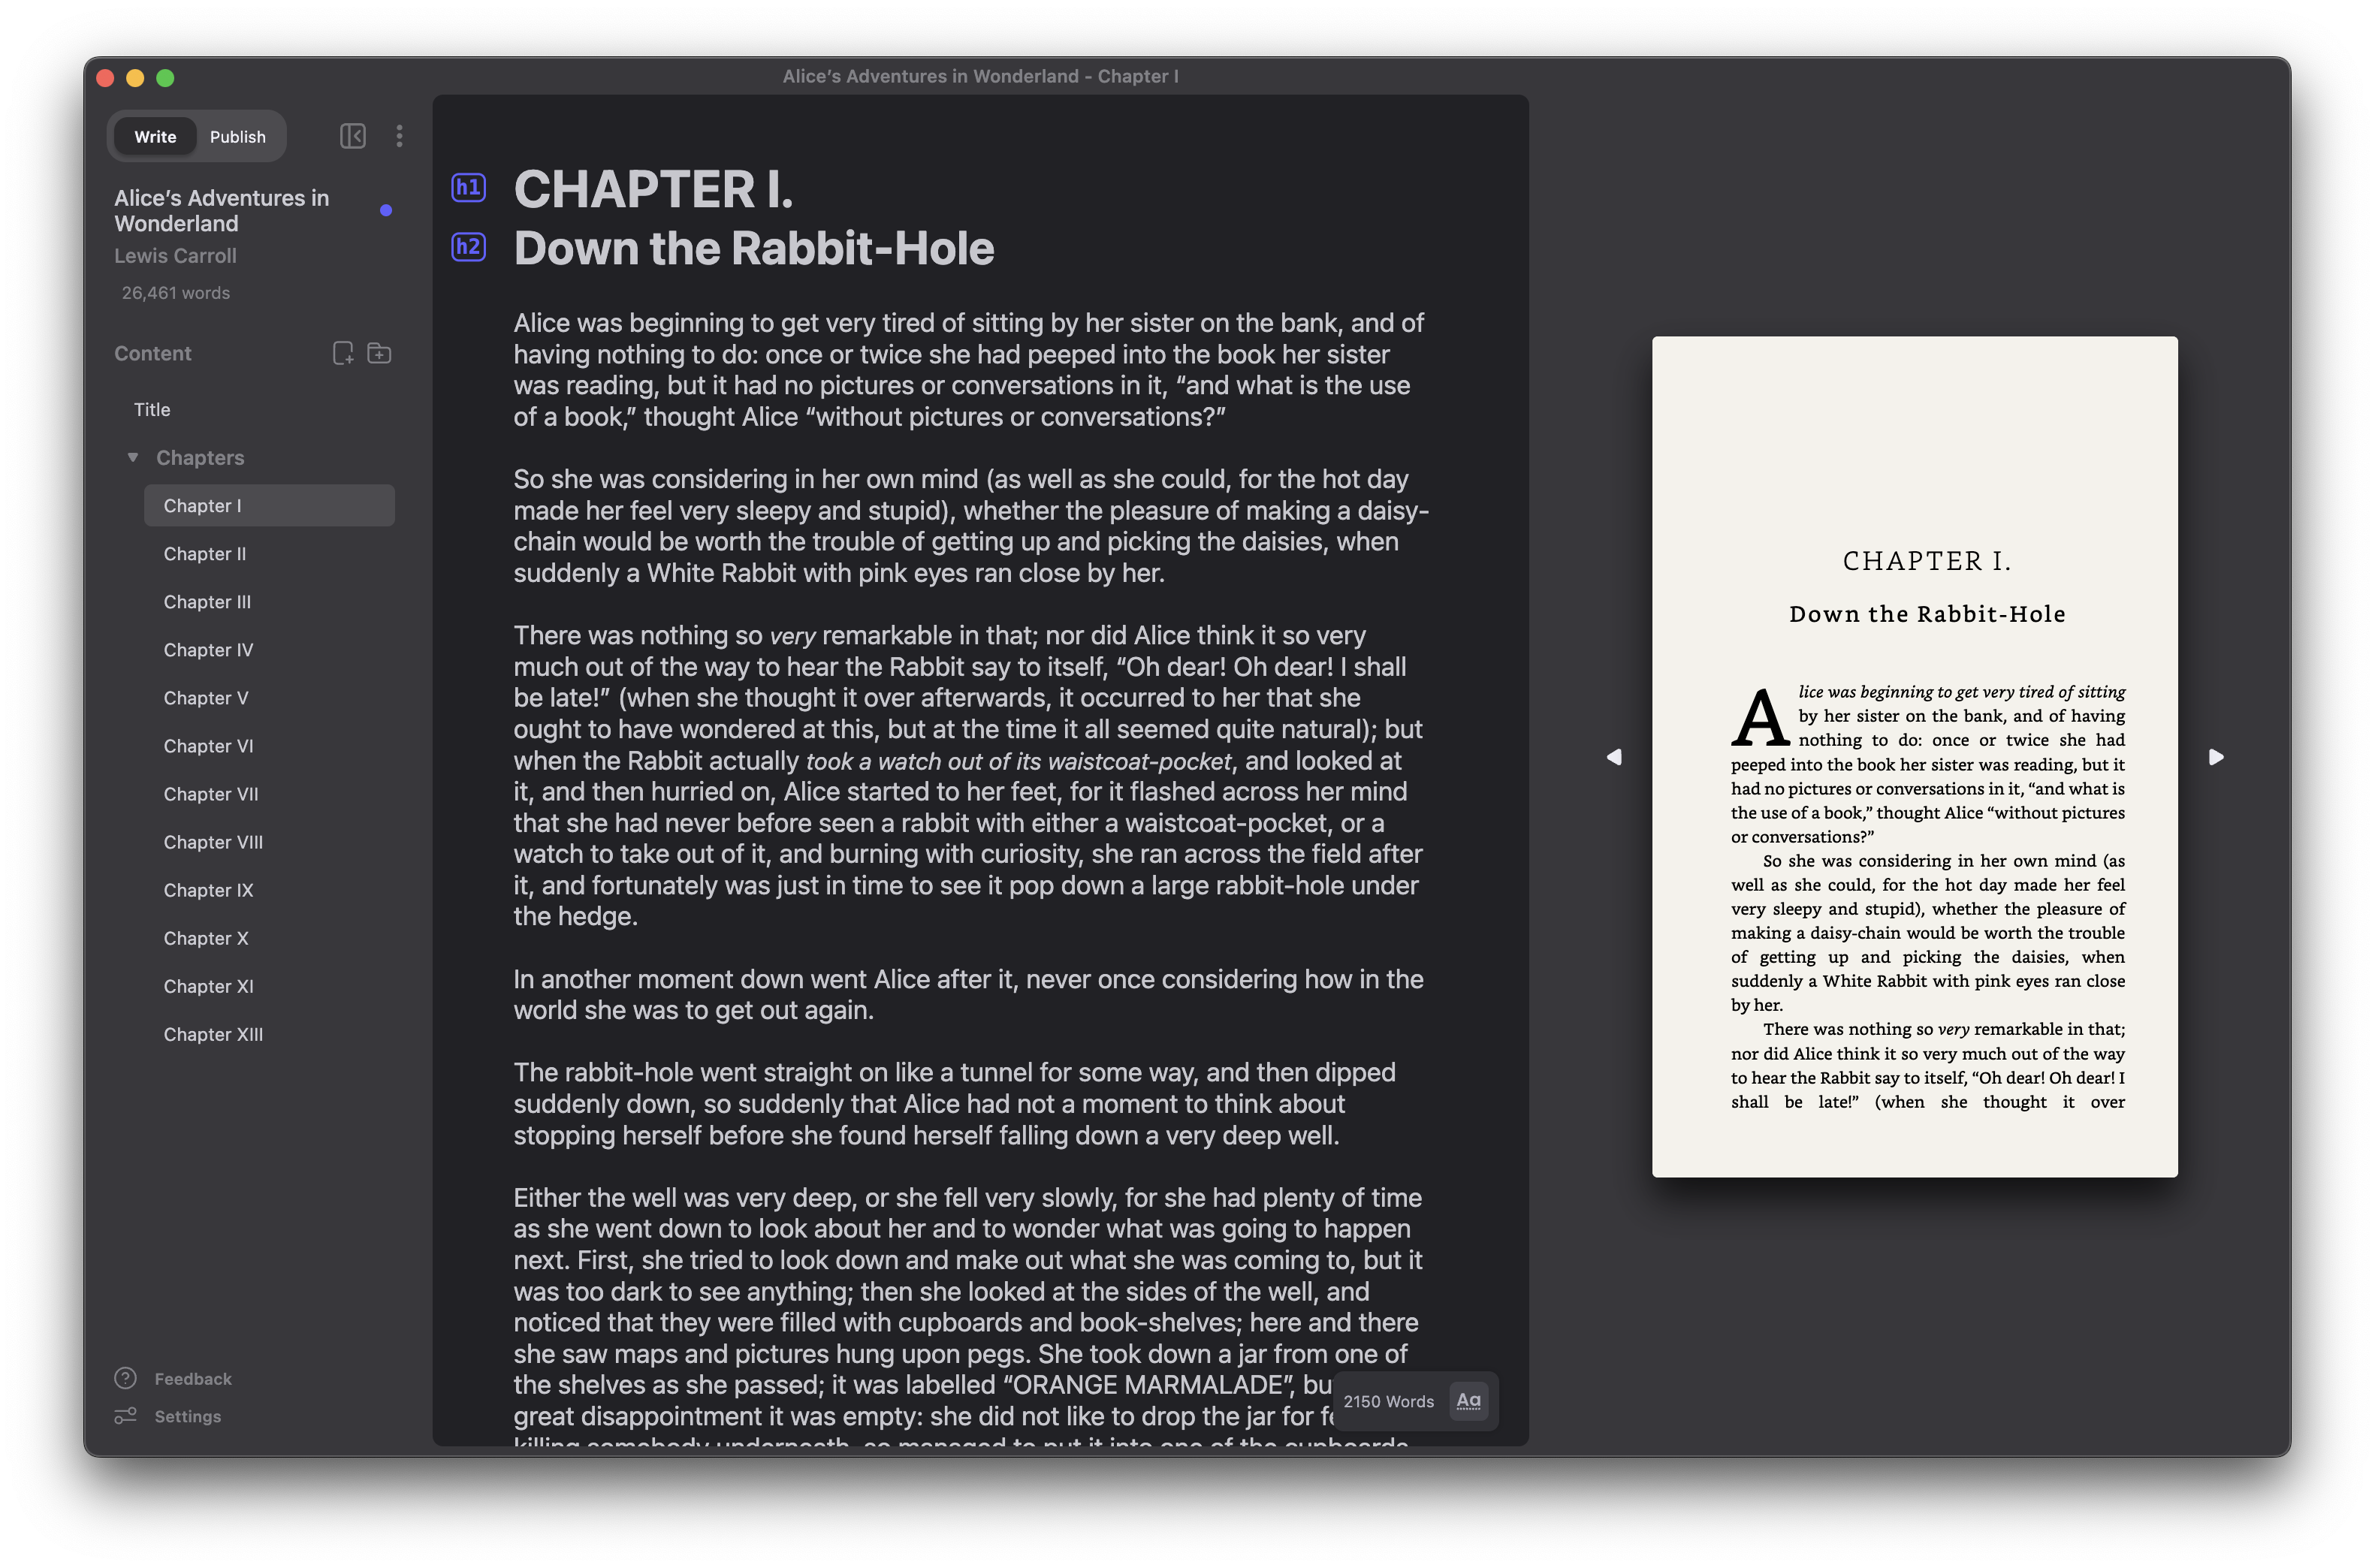 Alice’s Adventures in Wonderland - Chapter I
Write
Publish
Alice’s Adventures in
Wonderland
Lewis Carroll
26,461 words
Content
Title
Chapters
Chapter I
Chapter II
Chapter III
Chapter IV
Chapter V
Chapter VI
Chapter VII
Chapter VIII
Chapter IX
Chapter X
Chapter XI
Chapter XIII
Feedback
Settings
h1 CHAPTER I.
h2 Down the Rabbit-Hole
Alice was beginning to get very tired of sitting by her sister on the bank, and of
having nothing to do: once or twice she had peeped into the book her sister
was reading, but it had no pictures or conversations in it, “and what is the use
of a book,” thought Alice “without pictures or conversations?”
So she was considering in her own mind (as well as she could, for the hot day
made her feel very sleepy and stupid), whether the pleasure of making a daisy-
chain would be worth the trouble of getting up and picking the daisies, when
suddenly a White Rabbit with pink eyes ran close by her.
There was nothing so very remarkable in that; nor did Alice think it so very
much out of the way to hear the Rabbit say to itself, “Oh dear! Oh dear! I shall
be late!” (when she thought it over afterwards, it occurred to her that she
ought to have wondered at this, but at the time it all seemed quite natural); but
when the Rabbit actually took a watch out of its waistcoat-pocket, and looked at
it, and then hurried on, Alice started to her feet, for it flashed across her mind
that she had never before seen a rabbit with either a waistcoat-pocket, or a
watch to take out of it, and burning with curiosity, she ran across the field after
it, and fortunately was just in time to see it pop down a large rabbit-hole under
the hedge.
In another moment down went Alice after it, never once considering how in the
world she was to get out again.
The rabbit-hole went straight on like a tunnel for some way, and then dipped
suddenly down, so suddenly that Alice had not a moment to think about
stopping herself before she found herself falling down a very deep well.
Either the well was very deep, or she fell very slowly, for she had plenty of time
as she went down to look about her and to wonder what was going to happen
next. First, she tried to look down and make out what she was coming to, but it
was too dark to see anything; then she looked at the sides of the well, and
noticed that they were filled with cupboards and book-shelves; here and there
she saw maps and pictures hung upon pegs. She took down a jar from one of
the shelves as she passed; it was labelled “ORANGE MARMALADE”, bu
great disappointment it was empty: she did not like to drop the jar for fe
killing somebody underneath, so managed to put it into one of the cupboards
2150 Words
Aa
CHAPTER I.
Down the Rabbit-Hole
Alice was beginning to get very tired of sitting
by her sister on the bank, and of having
nothing to do: once or twice she had
peeped into the book her sister was reading, but it
had no pictures or conversations in it, “and what is
the use of a book,” thought Alice “without pictures
or conversations?”
So she was considering in her own mind (as
well as she could, for the hot day made her feel
very sleepy and stupid), whether the pleasure of
making a daisy-chain would be worth the trouble
of getting up and picking the daisies, when
suddenly a White Rabbit with pink eyes ran close
by her.
There was nothing so very remarkable in that;
nor did Alice think it so very much out of the way
to hear the Rabbit say to itself, “Oh dear! Oh dear! I
shall be late!” (when she thought it over